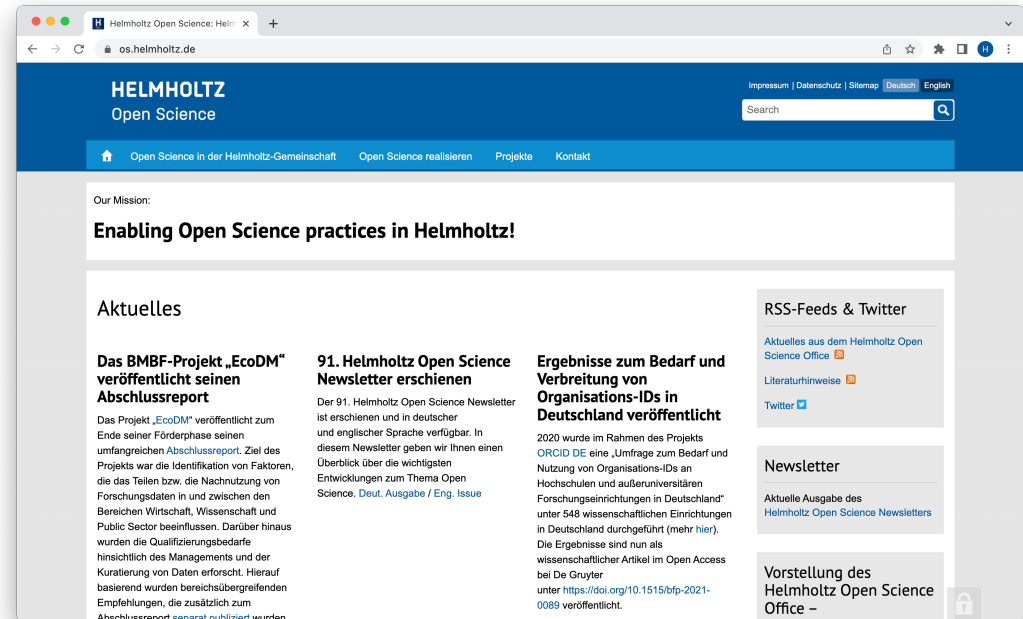 Helmholtz Open Science: Helm
os.helmholtz.de
H
HELMHOLTZ
Open Science
Impressum | Datenschutz | Sitemap Deutsch English
Search
Open Science in der Helmholtz-Gemeinschaft Open Science realisieren Projekte Kontakt
Our Mission:
Enabling Open Science practices in Helmholtz!
Aktuelles
Das BMBF-Projekt „EcoDM“
veröffentlicht seinen
Abschlussreport
Das Projekt „EcoDM“ veröffentlicht zum
Ende seiner Förderphase seinen
umfangreichen Abschlussreport. Ziel des
Projekts war die Identifikation von Faktoren,
die das Teilen bzw. die Nachnutzung von
Forschungsdaten in und zwischen den
Bereichen Wirtschaft, Wissenschaft und
Public Sector beeinflussen. Darüber hinaus
wurden die Qualifizierungsbedarfe
hinsichtlich des Managements und der
Kuratierung von Daten erforscht. Hierauf
basierend wurden bereichsübergreifenden
Empfehlungen, die zusätzlich zum
Abschlussreport separat publiziert wurden
91. Helmholtz Open Science
Newsletter erschienen
Der 91. Helmholtz Open Science Newsletter
ist erschienen und in deutscher
und englischer Sprache verfügbar. In
diesem Newsletter geben wir Ihnen einen
Überblick über die wichtigsten
Entwicklungen zum Thema Open
Science. Deut. Ausgabe / Eng. Issue
Ergebnisse zum Bedarf und
Verbreitung von
Organisations-IDs in
Deutschland veröffentlicht
2020 wurde im Rahmen des Projekts
ORCID DE eine „Umfrage zum Bedarf und
Nutzung von Organisations-IDs an
Hochschulen und außeruniversitären
Forschungseinrichtungen in Deutschland“
unter 548 wissenschaftlichen Einrichtungen
in Deutschland durchgeführt (mehr hier).
Die Ergebnisse sind nun als
wissenschaftlicher Artikel im Open Access
bei De Gruyter
unter https://doi.org/10.1515/bfp-2021-
0089 veröffentlicht.
RSS-Feeds & Twitter
Aktuelles aus dem Helmholtz Open
Science Office
Literaturhinweise
Twitter
Newsletter
Aktuelle Ausgabe des
Helmholtz Open Science Newsletters
Vorstellung des
Helmholtz Open Science
Office –